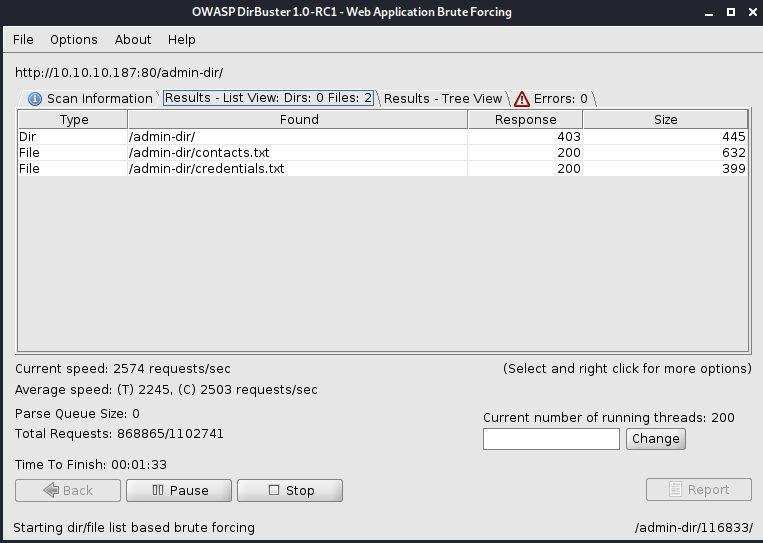 OWASP DirBuster 1.0-RC1 - Web Application Brute Forcing
File Options About Help
http://10.10.10.187:80/admin-dir/
Scan Information Results - List View: Dirs: 0 Files: 2 Results - Tree View Errors: 0
Type Found Response Size
Dir /admin-dir/ 403 445
File /admin-dir/contacts.txt 200 632
File /admin-dir/credentials.txt 200 399
Current speed: 2574 requests/sec (Select and right click for more options)
Average speed: (T) 2245, (C) 2503 requests/sec
Parse Queue Size: 0
Current number of running threads: 200
Total Requests: 868865/1102741
Change
Time To Finish: 00:01:33
Back Pause Stop Report
Starting dir/file list based brute forcing /admin-dir/116833/